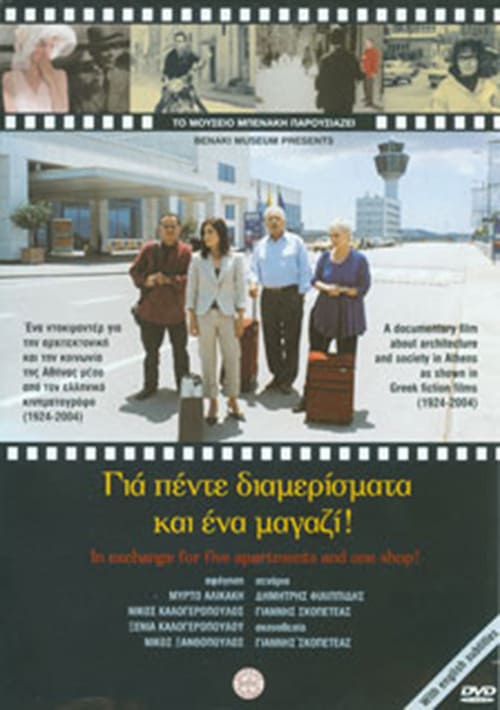 ΤΟ ΜΟΥΣΕΙΟ ΜΠΕΝΑΚΗ ΠΑΡΟΥΣΙΑΖΕΙ
BENAKI MUSEUM PRESENTS
Ένα ντοκιμαντέρ για
την αρχιτεκτονική
και την κοινωνία
της Αθήνας μέσα
από τον ελληνικό
κινηματογράφο
(1924-2004)
A documentary film
about architecture
and society in Athens
as shown in
Greek fiction films
(1924-2004)
Γιά πέντε διαμερίσματα
και ένα μαγαζί!
In exchange for five apartments and one shop!
αφήγηση
ΜΥΡΤΟ ΑΛΙΚΑΚΗ
ΝΙΚΟΣ ΚΑΛΟΓΕΡΟΠΟΥΛΟΣ
ΞΕΝΙΑ ΚΑΛΟΓΕΡΟΠΟΥΛΟΥ
ΝΙΚΟΣ ΞΑΝΘΟΠΟΥΛΟΣ
σενάριο
ΔΗΜΗΤΡΗΣ ΦΙΛΙΠΠΙΔΗΣ
ΓΙΑΝΝΗΣ ΣΚΟΠΕΤΕΑΣ
σκηνοθεσία
ΓΙΑΝΝΗΣ ΣΚΟΠΕΤΕΑΣ
With english subtitles
DVD